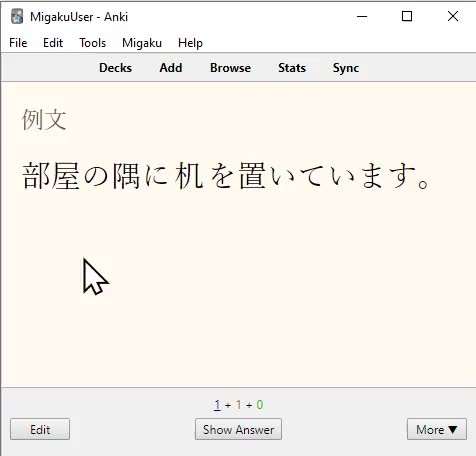 MigakuUser - Anki
File Edit Tools Migaku Help
Decks Add Browse Stats Sync
例文
部屋の隅に机を置いています。
1 + 1 + 0
Edit Show Answer More ▼